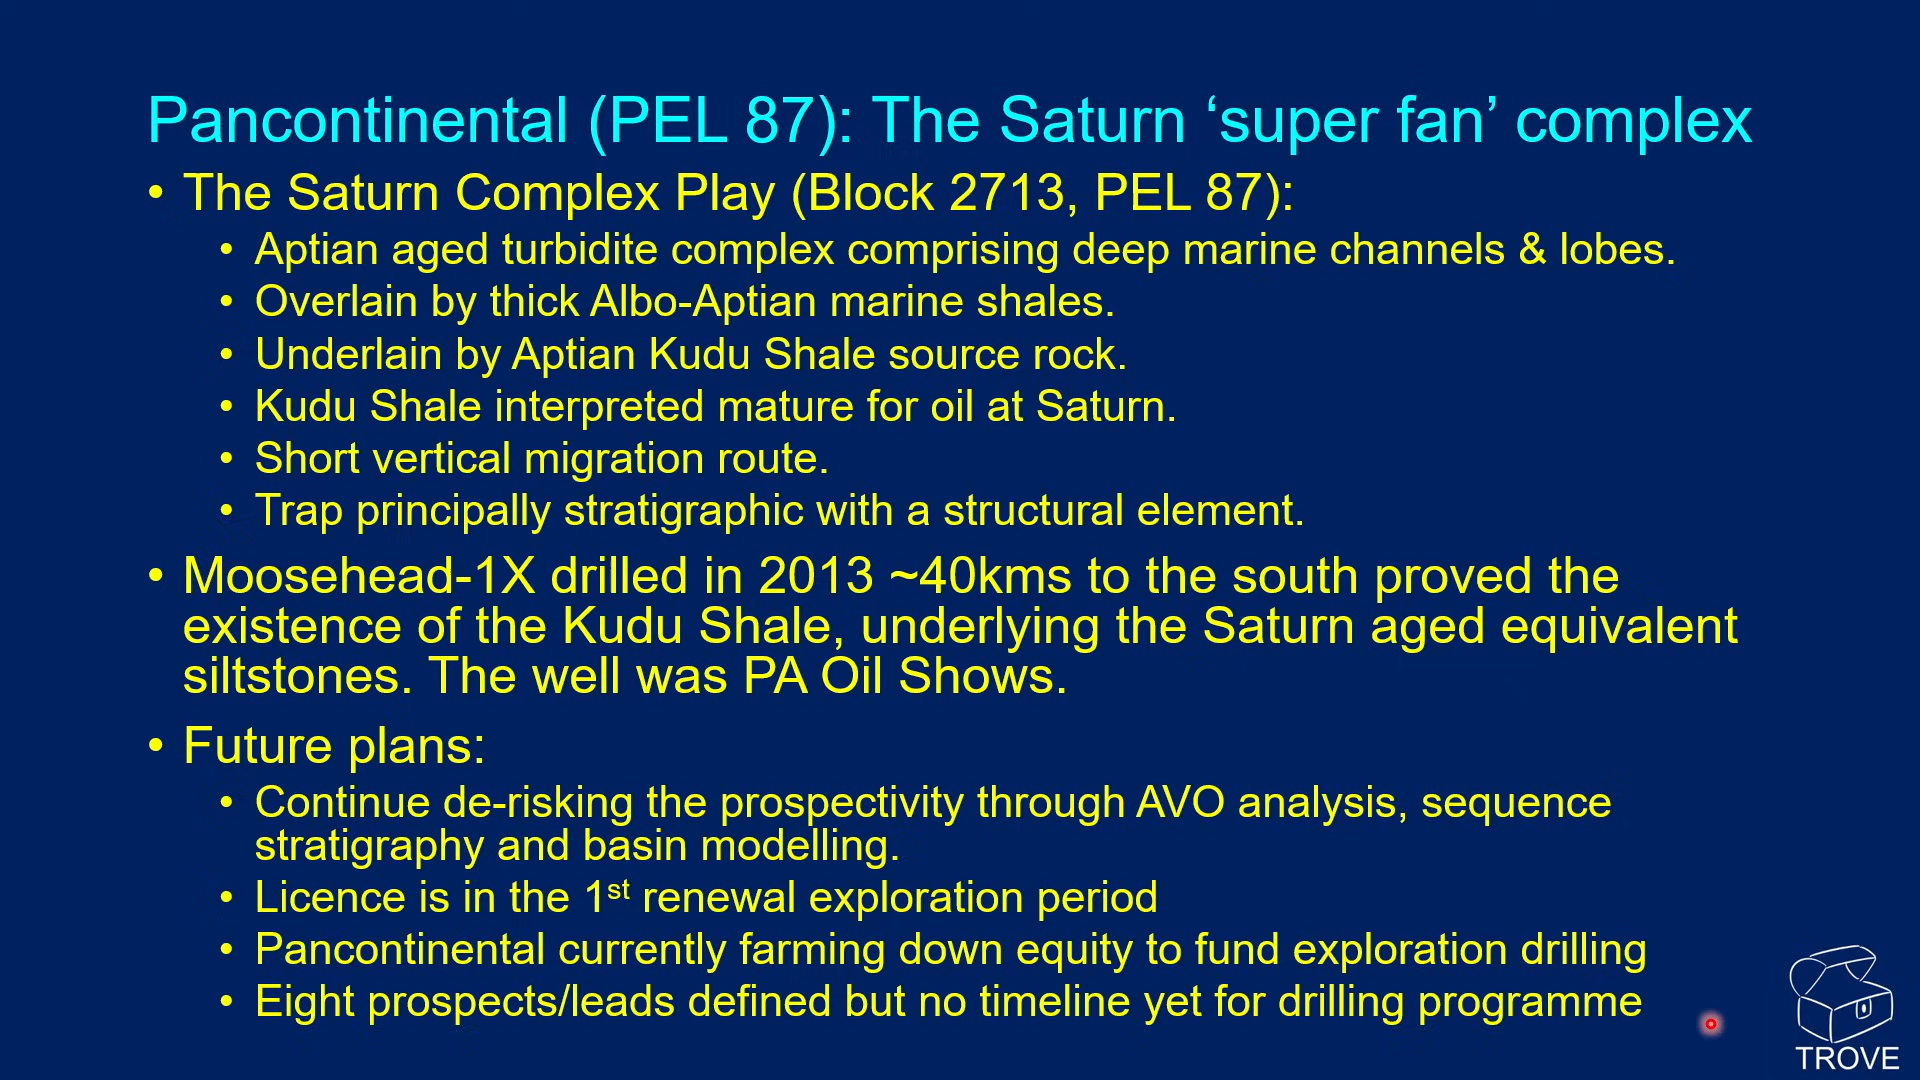 Pancontinental (PEL 87): The Saturn ‘super fan’ complex
• The Saturn Complex Play (Block 2713, PEL 87):
• Aptian aged turbidite complex comprising deep marine channels & lobes.
• Overlain by thick Albo-Aptian marine shales.
• Underlain by Aptian Kudu Shale source rock.
• Kudu Shale interpreted mature for oil at Saturn.
• Short vertical migration route.
• Trap principally stratigraphic with a structural element.
• Moosehead-1X drilled in 2013 ~40kms to the south proved the
existence of the Kudu Shale, underlying the Saturn aged equivalent
siltstones. The well was PA Oil Shows.
• Future plans:
• Continue de-risking the prospectivity through AVO analysis, sequence
stratigraphy and basin modelling.
• Licence is in the 1st renewal exploration period
• Pancontinental currently farming down equity to fund exploration drilling
• Eight prospects/leads defined but no timeline yet for drilling programme
TROVE